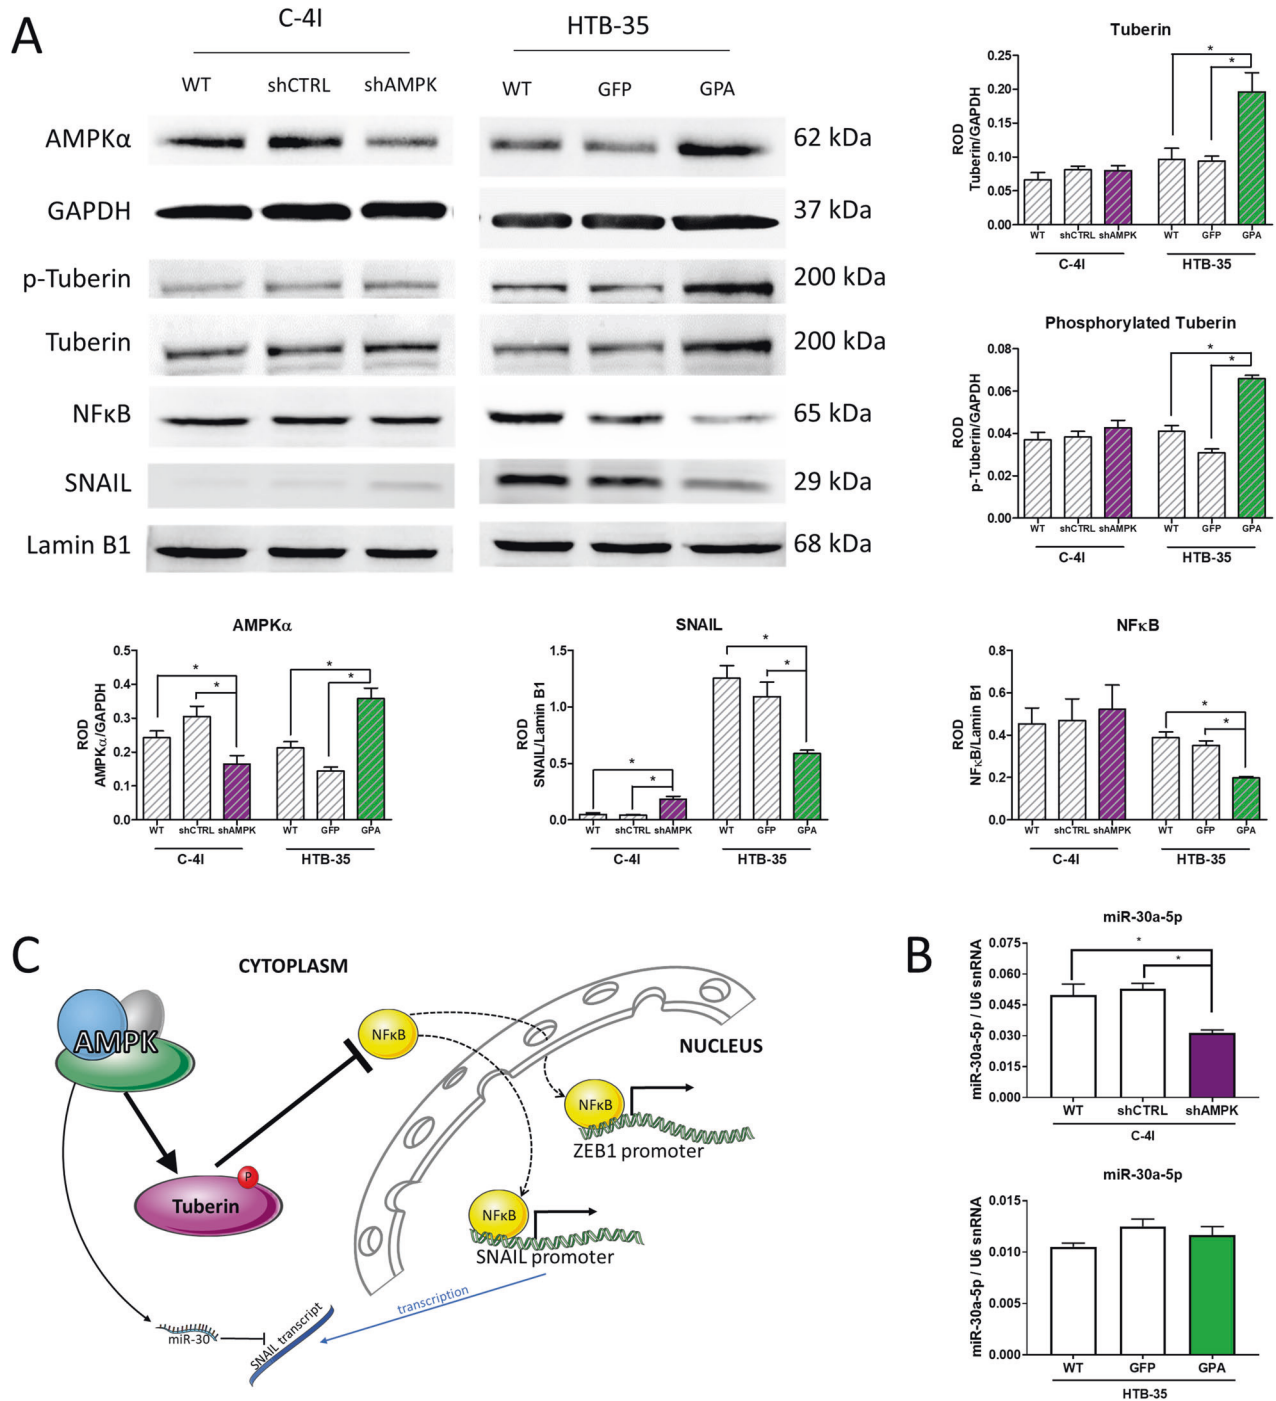 A
C-4I
HTB-35
WT
shCTRL
shAMPK
WT
GFP
GPA
AMPKα
62 kDa
GAPDH
37 kDa
p-Tuberin
200 kDa
Tuberin
200 kDa
NFκB
65 kDa
SNAIL
29 kDa
Lamin B1
68 kDa
Tuberin
ROD
Tuberin/GAPDH
0.25
0.20
0.15
0.10
0.05
0.00
*
*
WT
shCTRL
shAMPK
WT
GFP
GPA
C-4I
HTB-35
Phosphorylated Tuberin
ROD
p-Tuberin/GAPDH
0.08
0.06
0.04
0.02
0.00
*
*
WT
shCTRL
shAMPK
WT
GFP
GPA
C-4I
HTB-35
AMPKα
ROD
AMPKα/GAPDH
0.5
0.4
0.3
0.2
0.1
0.0
*
*
*
*
WT
shCTRL
shAMPK
WT
GFP
GPA
C-4I
HTB-35
SNAIL
ROD
SNAIL/Lamin B1
1.5
1.0
0.5
0.0
*
*
*
*
WT
shCTRL
shAMPK
WT
GFP
GPA
C-4I
HTB-35
NFκB
ROD
NFκB/Lamin B1
0.8
0.6
0.4
0.2
0.0
*
*
WT
shCTRL
shAMPK
WT
GFP
GPA
C-4I
HTB-35
B
miR-30a-5p
miR-30a-5p / U6 snRNA
0.075
0.060
0.045
0.030
0.015
0.000
*
*
WT
shCTRL
shAMPK
C-4I
miR-30a-5p
miR-30a-5p / U6 snRNA
0.015
0.010
0.005
0.000
WT
GFP
GPA
HTB-35
C
CYTOPLASM
AMPK
NFκB
NUCLEUS
NFκB
ZEB1 promoter
P
Tuberin
NFκB
SNAIL promoter
transcription
miR-30
SNAIL transcript